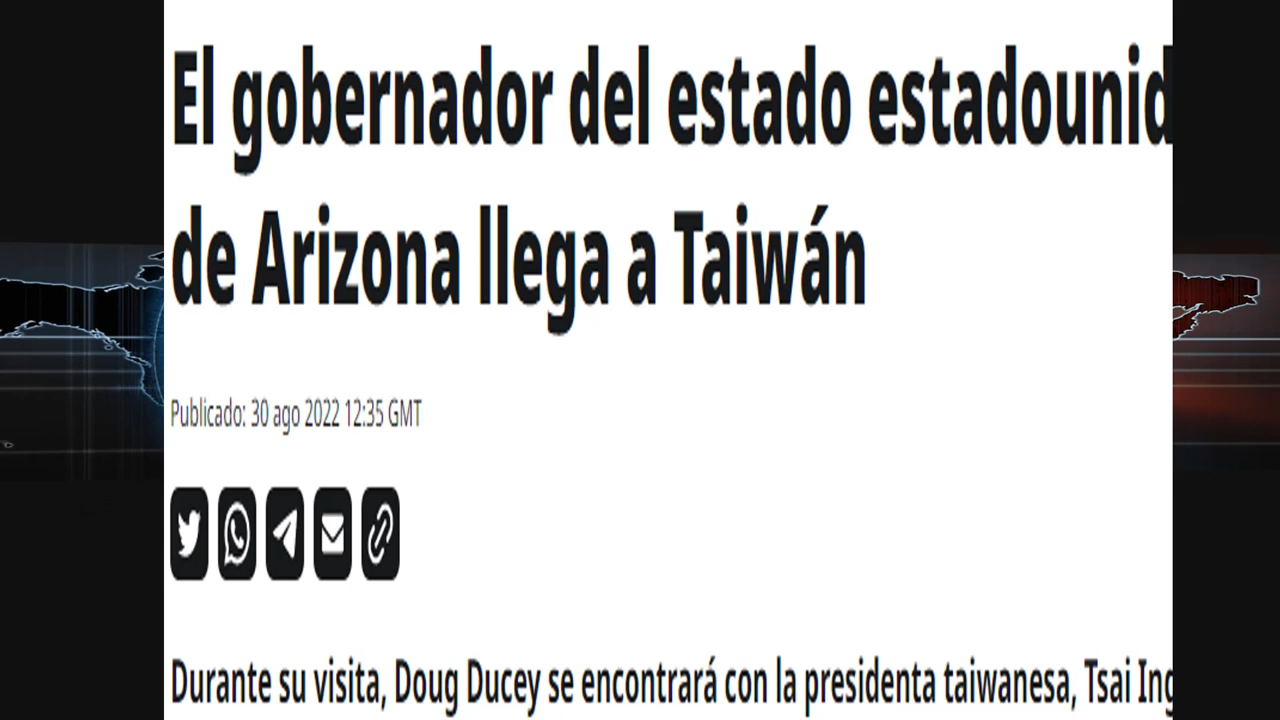 El gobernador del estado estadounid
de Arizona llega a Taiwán
Publicado: 30 ago 2022 12:35 GMT
Durante su visita, Doug Ducey se encontrará con la presidenta taiwanesa, Tsai Ing